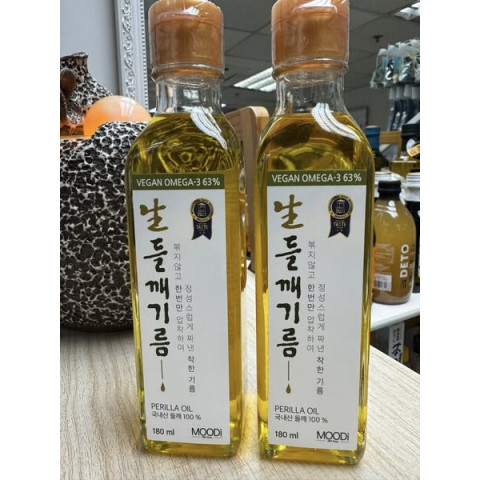 VEGAN OMEGA-3 63%
生들깨기름
볶지않고
한번만 압착하여
정성스럽게 짜낸 착한 기름
PERILLA OIL
국내산 들깨 100 %
180 ml
MOODi
VEGAN OMEGA-3 63%
生들깨기름
볶지않고
한번만 압착하여
정성스럽게 짜낸 착한 기름
PERILLA OIL
국내산 들깨 100 %
180 ml
MOODi
DETO